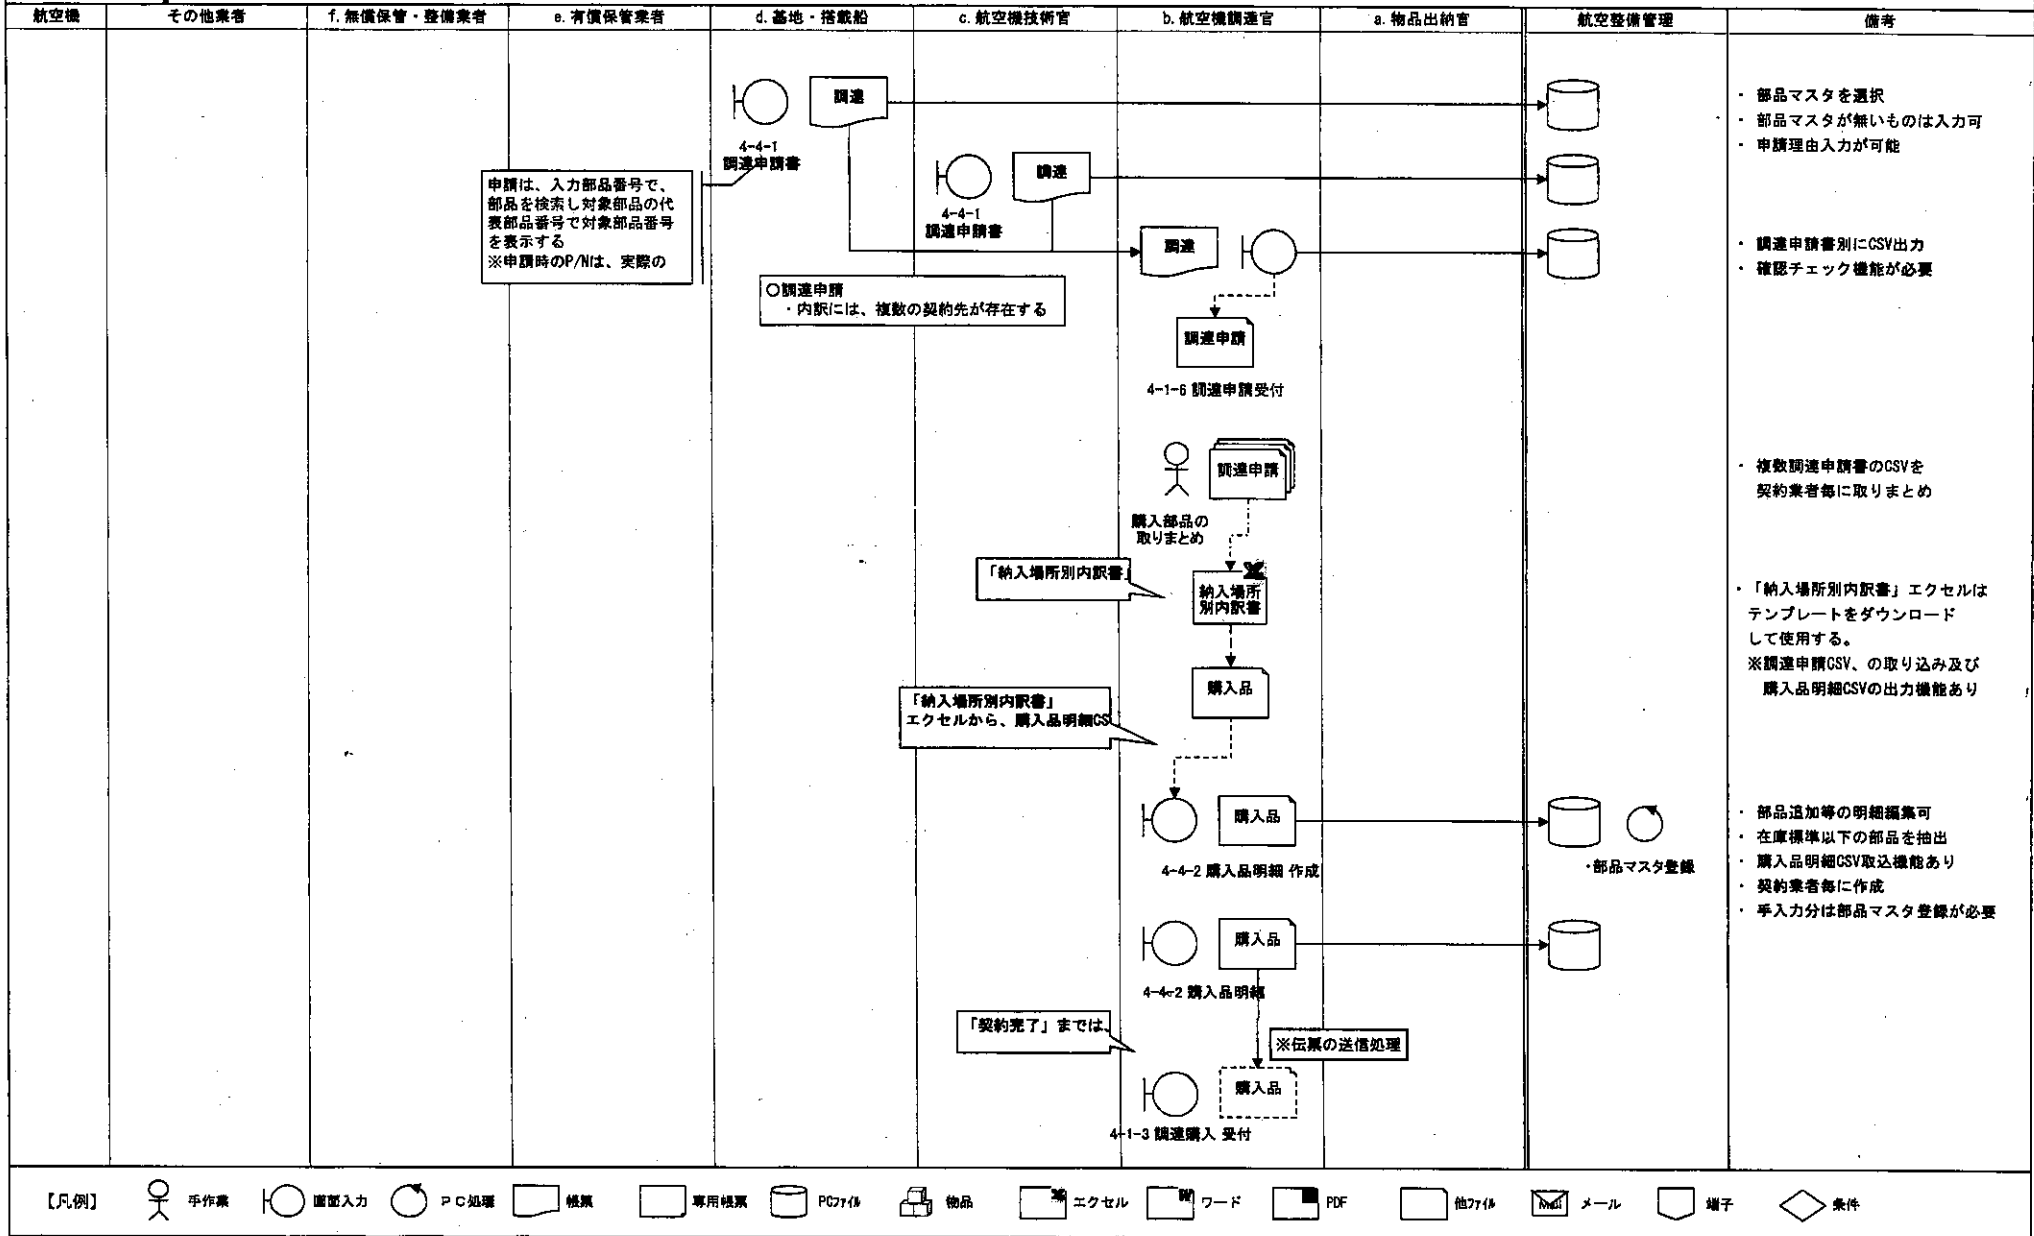 航空機
その他業者
f. 無償保管・整備業者
e. 有償保管業者
d. 基地・搭載船
c. 航空機技術官
b. 航空機調達官
a. 物品出納官
航空整備管理
備考
調達
4-4-1
調達申請書
・ 部品マスタを選択
・ 部品マスタが無いものは入力可
・ 申請理由入力が可能
調達
4-4-1
調達申請書
申請は、入力部品番号で、
部品を検索し対象部品の代
表部品番号で対象部品番号
を表示する
※申請時のP/Nは、実際の
調達
・ 調達申請書別にCSV出力
・ 確認チェック機能が必要
〇調達申請
・内訳には、複数の契約先が存在する
調達申請
4-1-6 調達申請受付
調達申請
購入部品の
取りまとめ
・ 複数調達申請書のCSVを
契約業者毎に取りまとめ
「納入場所別内訳書」
納入場所
別内訳書
・「納入場所別内訳書」エクセルは
テンプレートをダウンロード
して使用する。
※調達申請CSV、の取り込み及び
購入品明細CSVの出力機能あり
購入品
「納入場所別内訳書」
エクセルから、購入品明細CS
購入品
4-4-2 購入品明細 作成
・部品マスタ登録
・ 部品追加等の明細編集可
・ 在庫標準以下の部品を抽出
・ 購入品明細CSV取込機能あり
・ 契約業者毎に作成
・ 手入力分は部品マスタ登録が必要
購入品
4-4-2 購入品明細
「契約完了」までは、
※伝票の送信処理
購入品
4-1-3 調達購入 受付
【凡例】
手作業
画面入力
ＰＣ処理
帳票
専用帳票
PCﾌｧｲﾙ
物品
エクセル
ワード
PDF
他ﾌｧｲﾙ
Mail
メール
端子
条件